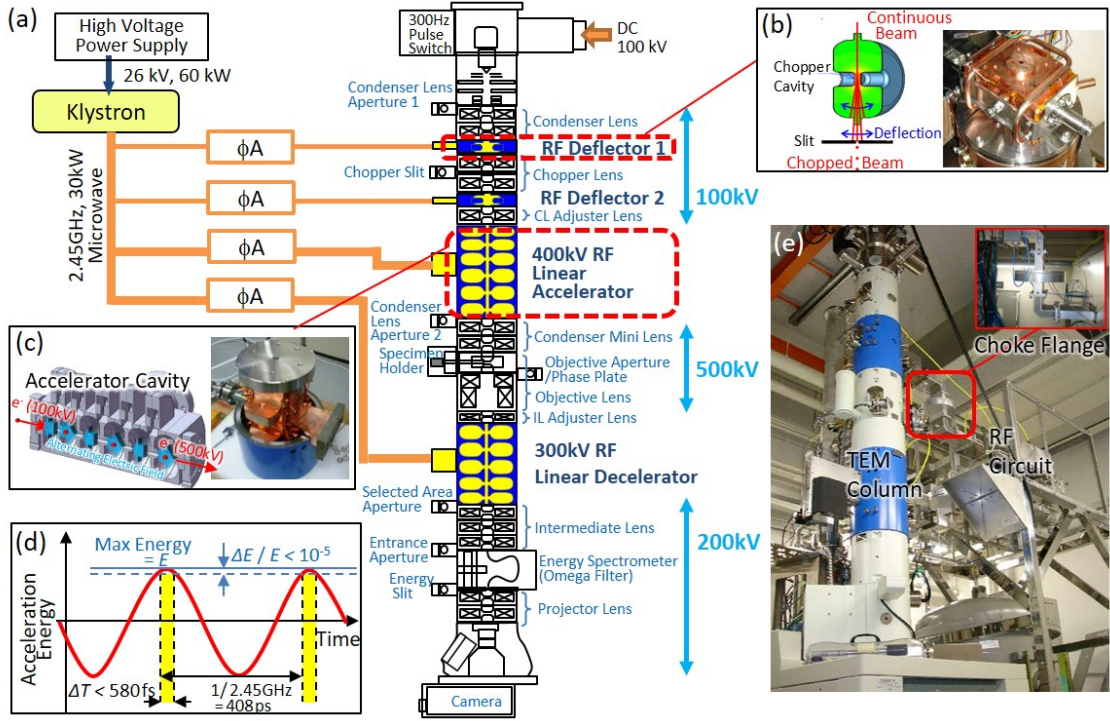 (a)
High Voltage
Power Supply
26 kV, 60 kW
Klystron
2.45GHz, 30kW
Microwave
ϕA
ϕA
ϕA
ϕA
300Hz
Pulse
Switch
DC
100 kV
Condenser Lens
Aperture 1
Condenser Lens
RF Deflector 1
Chopper Slit
Chopper Lens
RF Deflector 2
CL Adjuster Lens
100kV
400kV RF
Linear
Accelerator
Condenser
Lens
Aperture 2
Condenser Mini Lens
Specimen
Holder
Objective Aperture
/Phase Plate
Objective Lens
IL Adjuster Lens
500kV
300kV RF
Linear Decelerator
Selected Area
Aperture
Intermediate Lens
Entrance
Aperture
Energy Spectrometer
(Omega Filter)
Energy
Slit
Projector Lens
200kV
Camera
(b)
Continuous
Beam
Chopper
Cavity
Slit
Deflection
Chopped Beam
(c)
Accelerator Cavity
e- (100kV)
e- (500kV)
Alternating Electric Field
(d)
Max Energy
= E
ΔE / E < 10-5
Acceleration
Energy
Time
ΔT < 580fs
1/ 2.45GHz
= 408ps
(e)
Choke Flange
RF
Circuit
TEM
Column